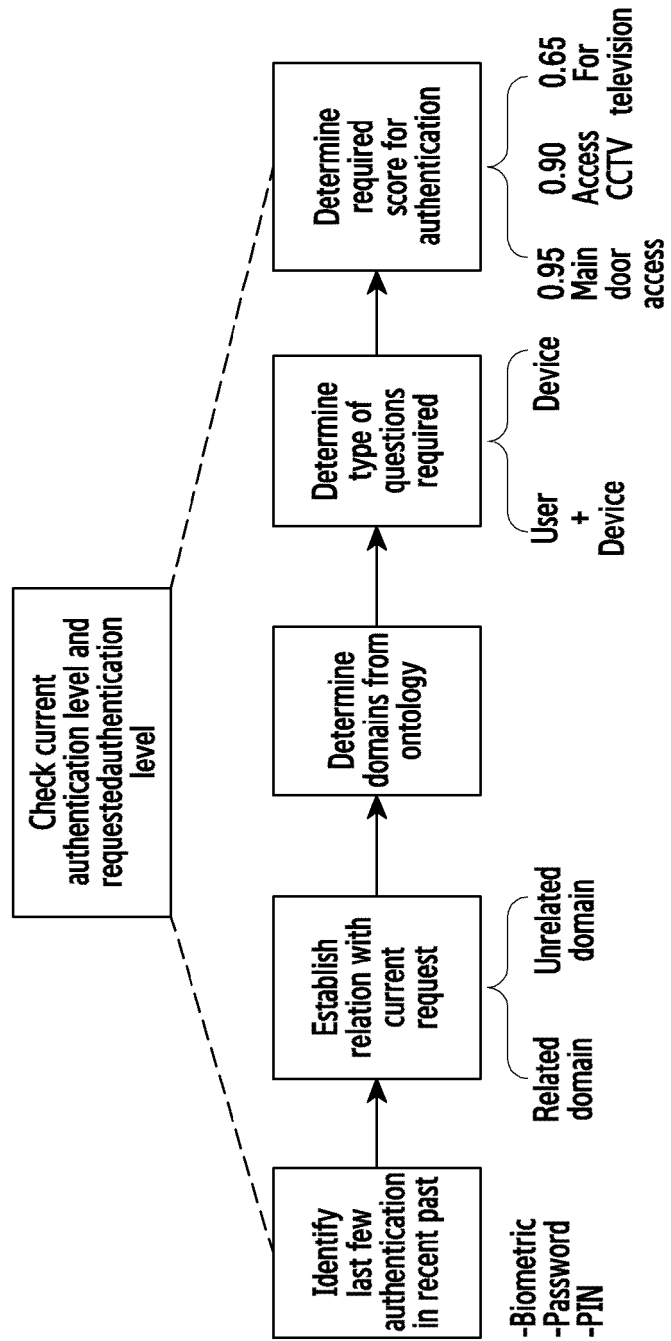 Check current
authentication level and
requestedauthentication
level
Identify
last few
authentication
in recent past
-Biometric
-Password
-PIN
Establish
relation with
current
request
Related
domain
Unrelated
domain
Determine
domains from
ontology
Determine
type of
questions
required
User
+
Device
Device
Determine
required
score for
authentication
0.95
Main
door
access
0.90
Access
CCTV
0.65
For
television